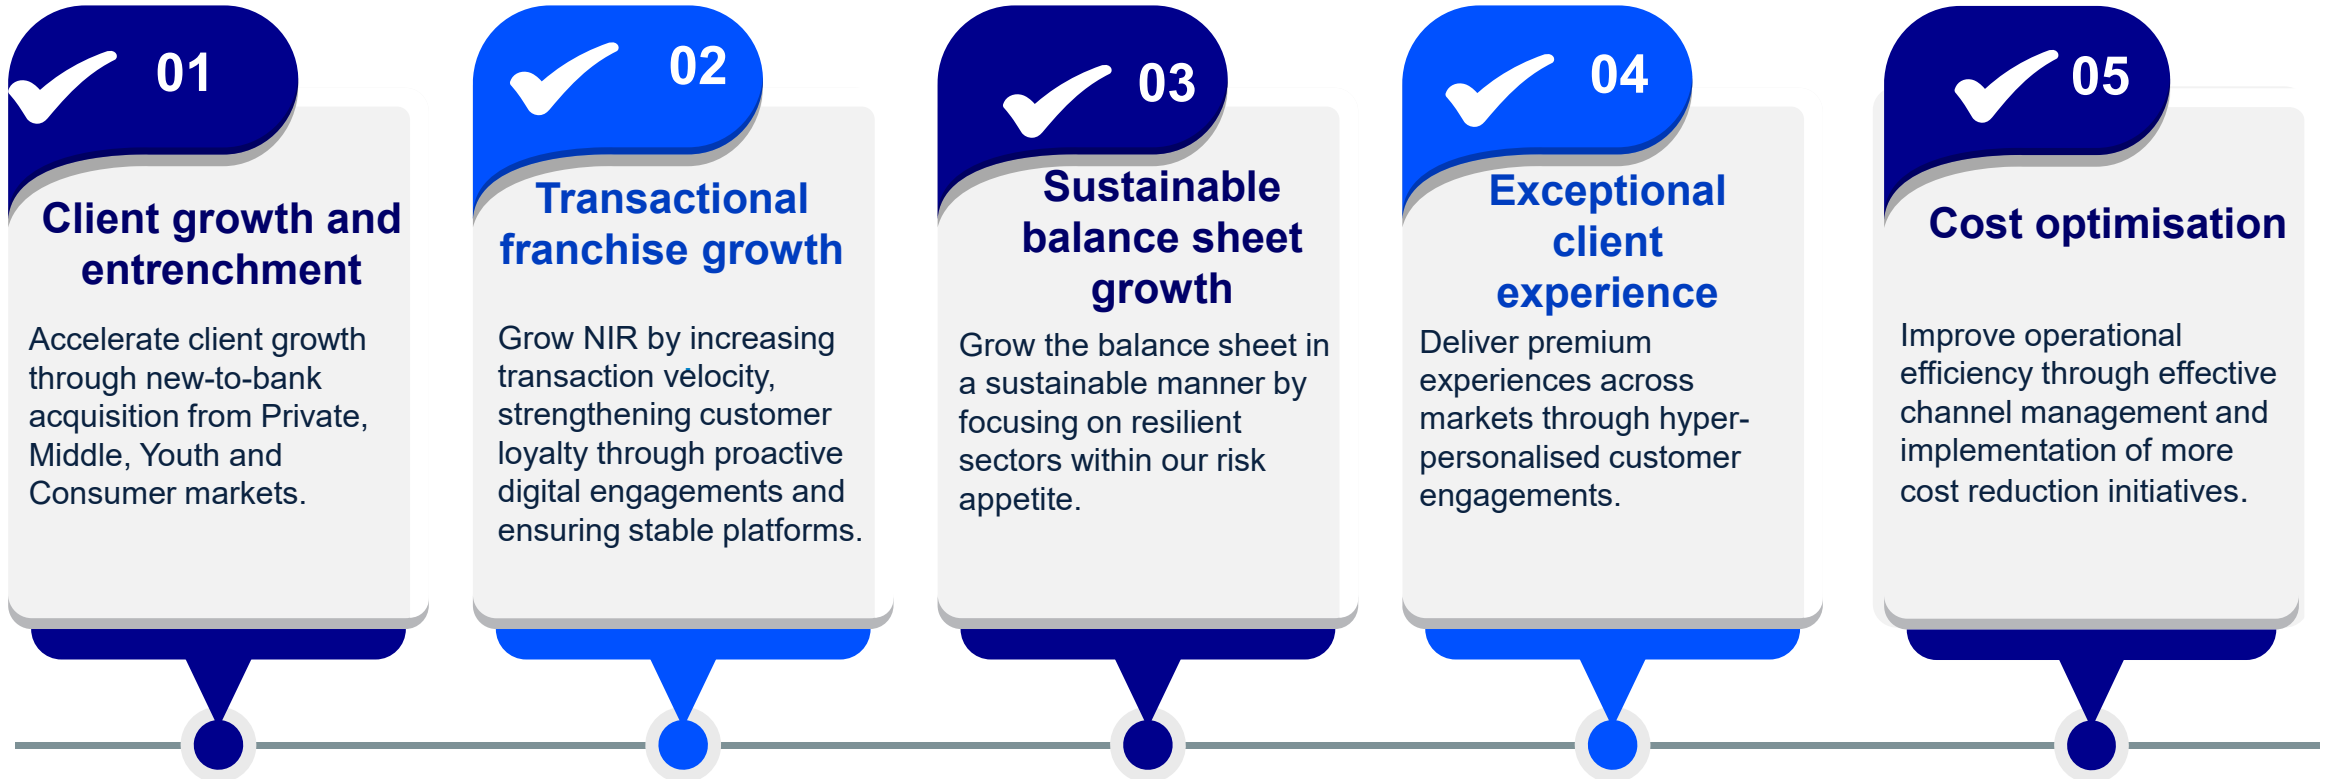 01
Client growth and
entrenchment
Accelerate client growth
through new-to-bank
acquisition from Private,
Middle, Youth and
Consumer markets.
02
Transactional
franchise growth
Grow NIR by increasing
transaction velocity,
strengthening customer
loyalty through proactive
digital engagements and
ensuring stable platforms.
03
Sustainable
balance sheet
growth
Grow the balance sheet in
a sustainable manner by
focusing on resilient
sectors within our risk
appetite.
04
Exceptional
client
experience
Deliver premium
experiences across
markets through hyper-
personalised customer
engagements.
05
Cost optimisation
Improve operational
efficiency through effective
channel management and
implementation of more
cost reduction initiatives.